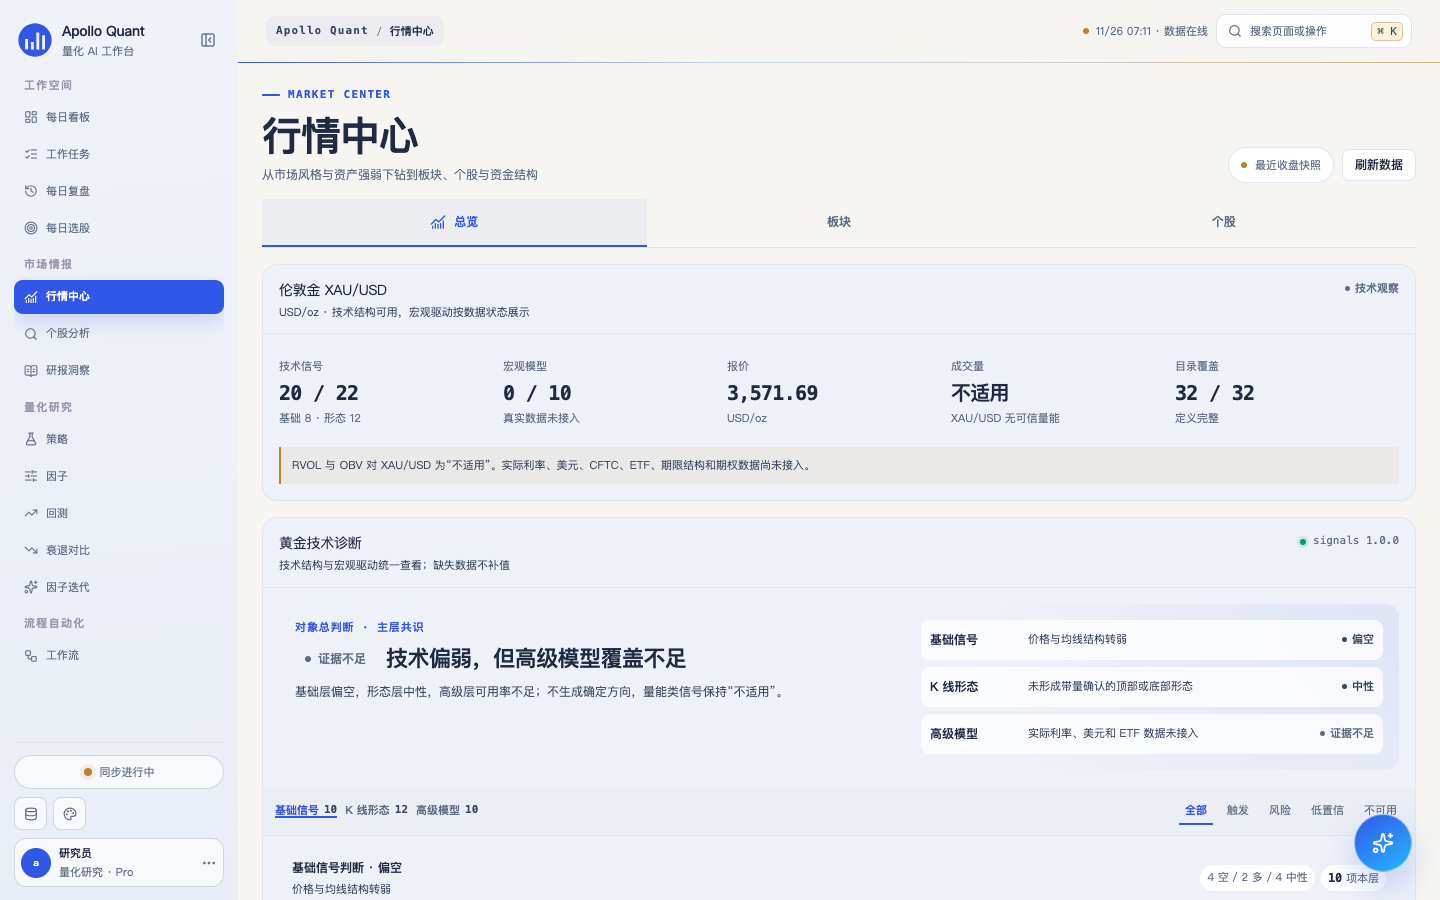 Apollo Quant
量化 AI 工作台
工作空间
每日看板
工作任务
每日复盘
每日选股
市场情报
行情中心
个股分析
研报洞察
量化研究
策略
因子
回测
衰退对比
因子迭代
流程自动化
工作流
同步进行中
a
研究员
量化研究 · Pro
Apollo Quant / 行情中心
11/26 07:11 · 数据在线
搜索页面或操作
⌘ K
MARKET CENTER
行情中心
从市场风格与资产强弱下钻到板块、个股与资金结构
最近收盘快照
刷新数据
总览
板块
个股
伦敦金 XAU/USD
USD/oz · 技术结构可用，宏观驱动按数据状态展示
技术观察
技术信号
20 / 22
基础 8 · 形态 12
宏观模型
0 / 10
真实数据未接入
报价
3,571.69
USD/oz
成交量
不适用
XAU/USD 无可信量能
目录覆盖
32 / 32
定义完整
RVOL 与 OBV 对 XAU/USD 为“不适用”。实际利率、美元、CFTC、ETF、期限结构和期权数据尚未接入。
黄金技术诊断
技术结构与宏观驱动统一查看；缺失数据不补值
signals 1.0.0
对象总判断 · 主层共识
证据不足
技术偏弱，但高级模型覆盖不足
基础层偏空，形态层中性，高级层可用率不足；不生成确定方向，量能类信号保持“不适用”。
基础信号
价格与均线结构转弱
偏空
K 线形态
未形成带量确认的顶部或底部形态
中性
高级模型
实际利率、美元和 ETF 数据未接入
证据不足
基础信号 10
K 线形态 12
高级模型 10
全部
触发
风险
低置信
不可用
基础信号判断 · 偏空
价格与均线结构转弱
4 空 / 2 多 / 4 中性
10 项本层